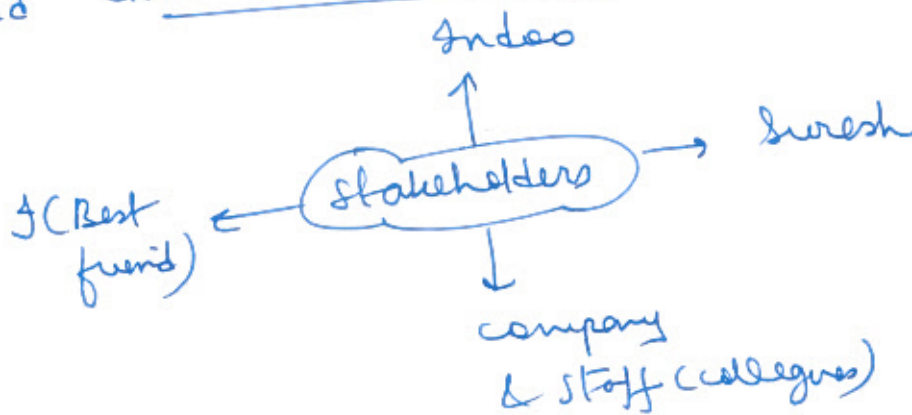 Indoo
Suresh
Stakeholders
I (Best
friend)
company
& Staff (collegues)